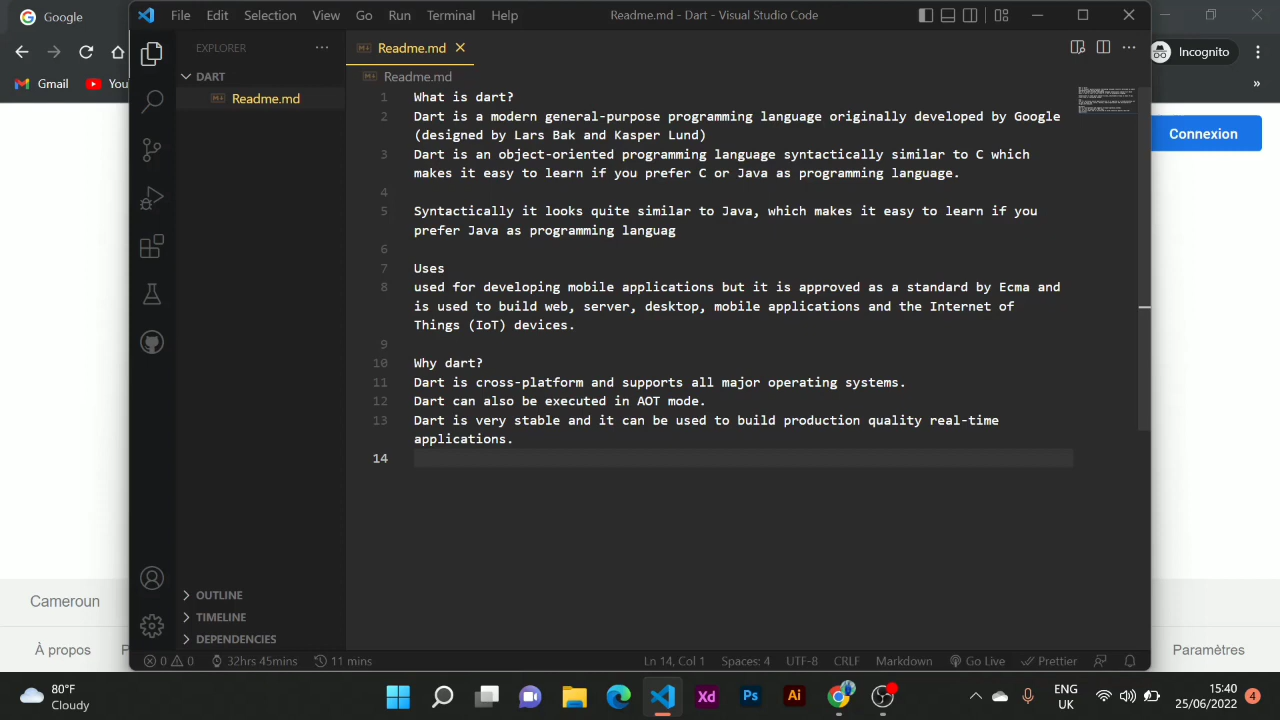 Google
File Edit Selection View Go Run Terminal Help
Readme.md - Dart - Visual Studio Code
Incognito
Gmail
You
»
EXPLORER
DART
Readme.md
Readme.md
Readme.md
1 What is dart?
2 Dart is a modern general-purpose programming language originally developed by Google
(designed by Lars Bak and Kasper Lund)
3 Dart is an object-oriented programming language syntactically similar to C which
makes it easy to learn if you prefer C or Java as programming language.
4
5 Syntactically it looks quite similar to Java, which makes it easy to learn if you
prefer Java as programming languag
6
7 Uses
8 used for developing mobile applications but it is approved as a standard by Ecma and
is used to build web, server, desktop, mobile applications and the Internet of
Things (IoT) devices.
9
10 Why dart?
11 Dart is cross-platform and supports all major operating systems.
12 Dart can also be executed in AOT mode.
13 Dart is very stable and it can be used to build production quality real-time
applications.
14
Connexion
OUTLINE
TIMELINE
DEPENDENCIES
Cameroun
À propos
Paramètres
0 0 32hrs 45mins 11 mins Ln 14, Col 1 Spaces: 4 UTF-8 CRLF Markdown Go Live Prettier
80°F
Cloudy
Xd
Ps
Ai
ENG
UK
15:40
25/06/2022
4